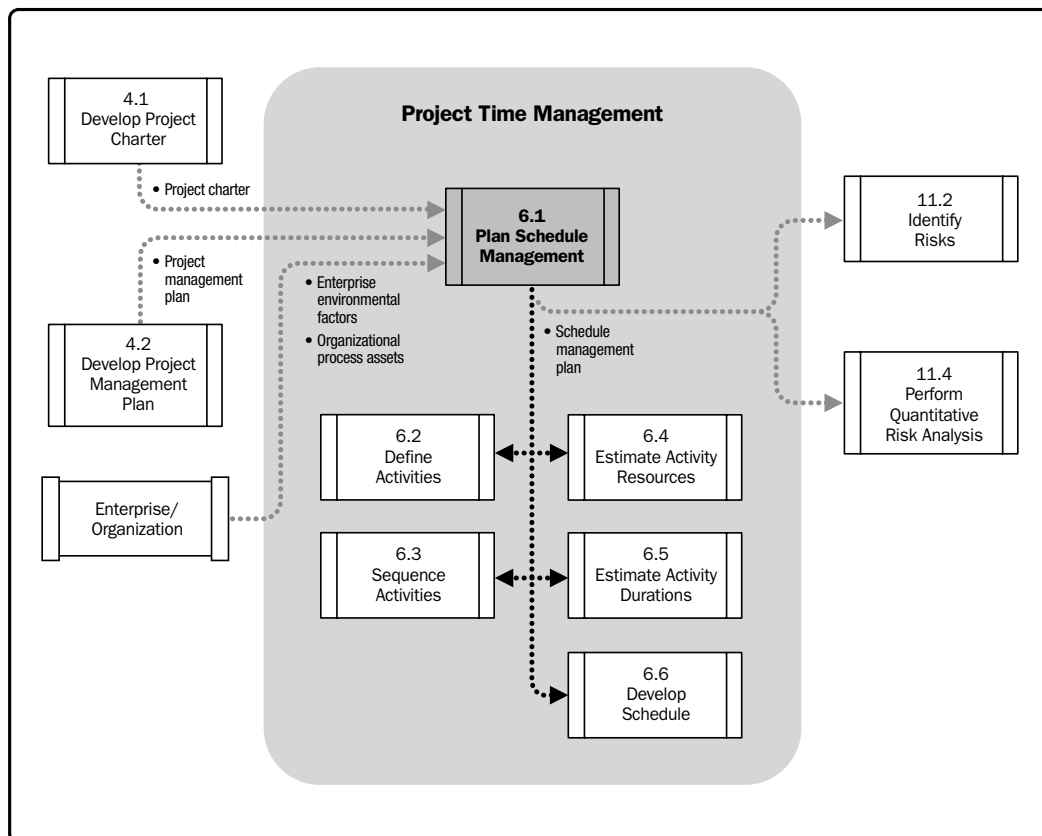 Project Time Management
4.1
Develop Project
Charter
• Project charter
6.1
Plan Schedule
Management
11.2
Identify
Risks
• Project
management
plan
• Enterprise
environmental
factors
• Organizational
process assets
• Schedule
management
plan
4.2
Develop Project
Management
Plan
11.4
Perform
Quantitative
Risk Analysis
6.2
Define
Activities
6.4
Estimate Activity
Resources
Enterprise/
Organization
6.3
Sequence
Activities
6.5
Estimate Activity
Durations
6.6
Develop
Schedule